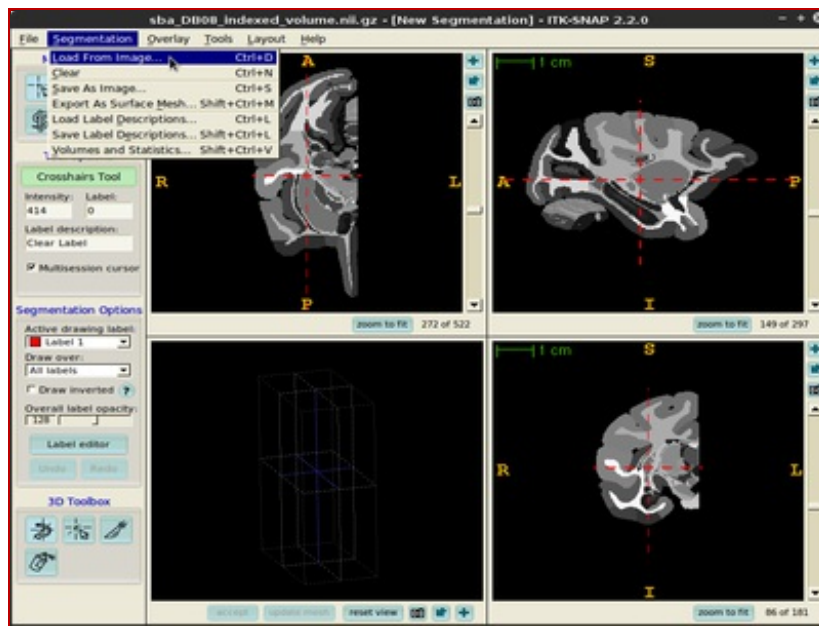 sba_DB08_indexed_volume.nii.gz - [New Segmentation] - ITK-SNAP 2.2.0
File Segmentation Overlay Tools Layout Help
Load From Image... Ctrl+D
Clear Ctrl+N
Save As Image... Ctrl+S
Export As Surface Mesh... Shift+Ctrl+M
Load Label Descriptions... Ctrl+L
Save Label Descriptions... Shift+Ctrl+L
Volumes and Statistics... Shift+Ctrl+V
Crosshairs Tool
Intensity: Label:
414 0
Label description:
Clear Label
Multisession cursor
Segmentation Options
Active drawing label:
Label 1
Draw over:
All labels
Draw inverted ?
Overall label opacity:
128
Label editor
Undo Redo
3D Toolbox
A
R L
P
zoom to fit 272 of 522
1 cm S
A P
I
zoom to fit 149 of 297
accept update mesh reset view
1 cm S
R L
I
zoom to fit 86 of 181